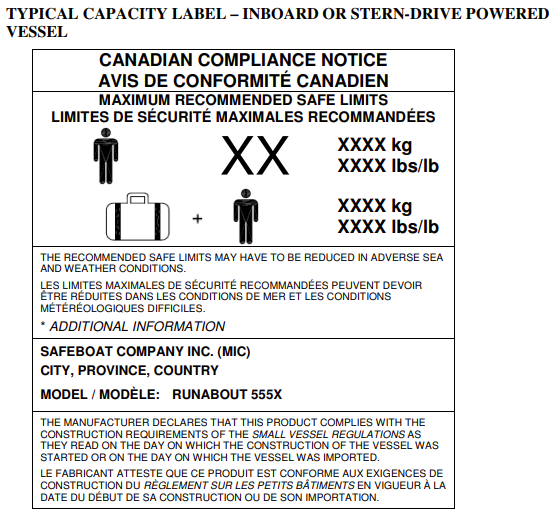 TYPICAL CAPACITY LABEL – INBOARD OR STERN-DRIVE POWERED
VESSEL
CANADIAN COMPLIANCE NOTICE
AVIS DE CONFORMITÉ CANADIEN
MAXIMUM RECOMMENDED SAFE LIMITS
LIMITES DE SÉCURITÉ MAXIMALES RECOMMANDÉES
XX
XXXX kg
XXXX lbs/lb
+
XXXX kg
XXXX lbs/lb
THE RECOMMENDED SAFE LIMITS MAY HAVE TO BE REDUCED IN ADVERSE SEA
AND WEATHER CONDITIONS.
LES LIMITES MAXIMALES DE SÉCURITÉ RECOMMANDÉES PEUVENT DEVOIR
ÊTRE RÉDUITES DANS LES CONDITIONS DE MER ET LES CONDITIONS
MÉTÉRÉOLOGIQUES DIFFICILES.
* ADDITIONAL INFORMATION
SAFEBOAT COMPANY INC. (MIC)
CITY, PROVINCE, COUNTRY
MODEL / MODÈLE: RUNABOUT 555X
THE MANUFACTURER DECLARES THAT THIS PRODUCT COMPLIES WITH THE
CONSTRUCTION REQUIREMENTS OF THE SMALL VESSEL REGULATIONS AS
THEY READ ON THE DAY ON WHICH THE CONSTRUCTION OF THE VESSEL WAS
STARTED OR ON THE DAY ON WHICH THE VESSEL WAS IMPORTED.
LE FABRICANT ATTESTE QUE CE PRODUIT EST CONFORME AUX EXIGENCES DE
CONSTRUCTION DU RÈGLEMENT SUR LES PETITS BÂTIMENTS EN VIGUEUR À LA
DATE DU DÉBUT DE SA CONSTRUCTION OU DE SON IMPORTATION.